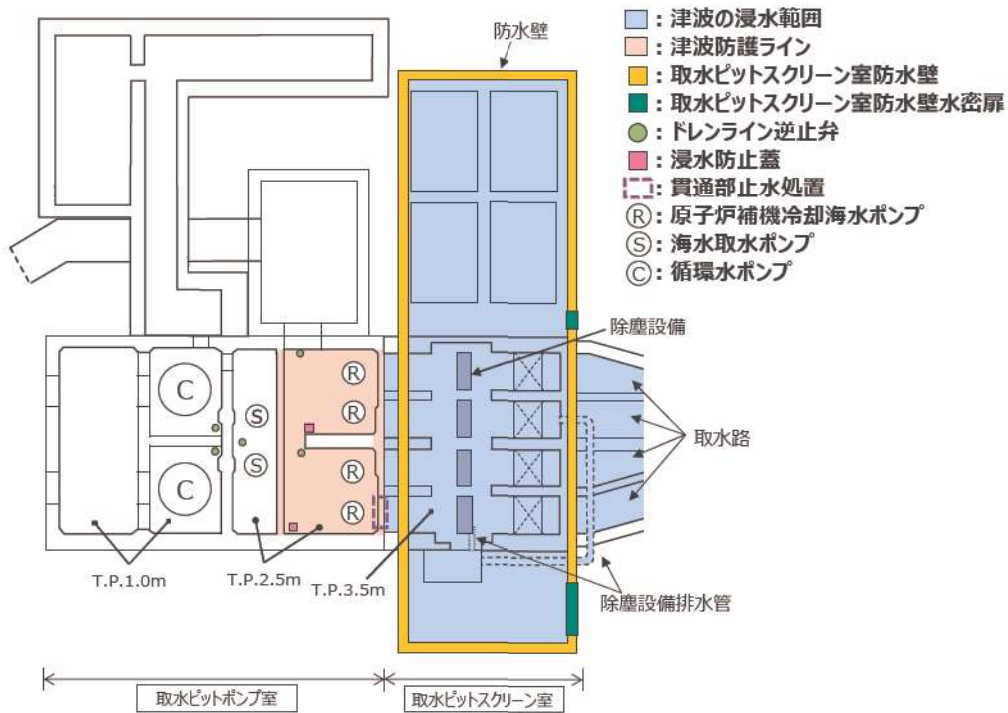 防水壁
：津波の浸水範囲
：津波防護ライン
：取水ピットスクリーン室防水壁
：取水ピットスクリーン室防水壁水密扉
：ドレンライン逆止弁
：浸水防止蓋
：貫通部止水処置
Ⓡ：原子炉補機冷却海水ポンプ
Ⓢ：海水取水ポンプ
Ⓒ：循環水ポンプ
除塵設備
C
C
S
S
R
R
R
R
取水路
T.P.1.0m
T.P.2.5m
T.P.3.5m
除塵設備排水管
取水ピットポンプ室
取水ピットスクリーン室